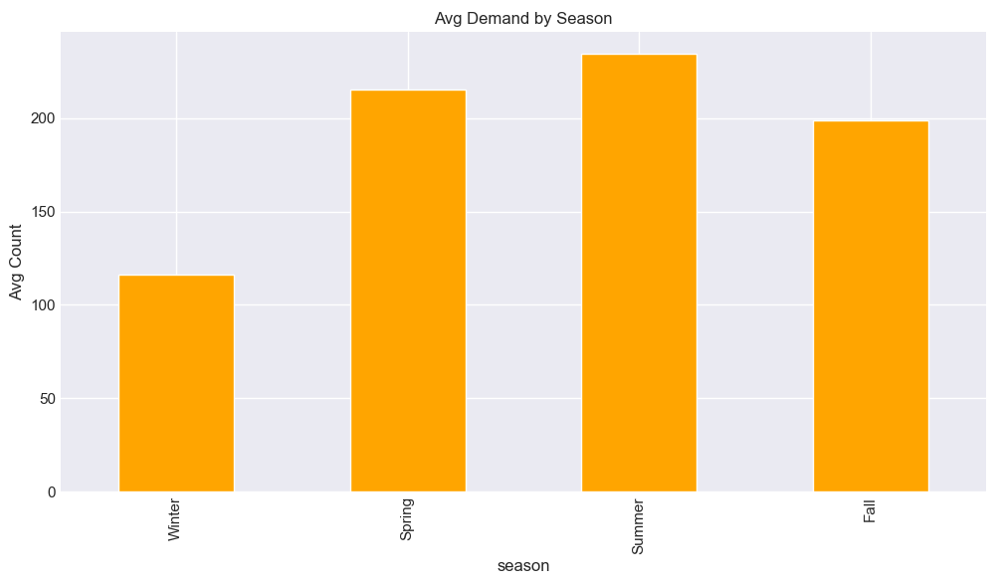 Avg Demand by Season
Avg Count
200
150
100
50
0
Winter
Spring
Summer
Fall
season